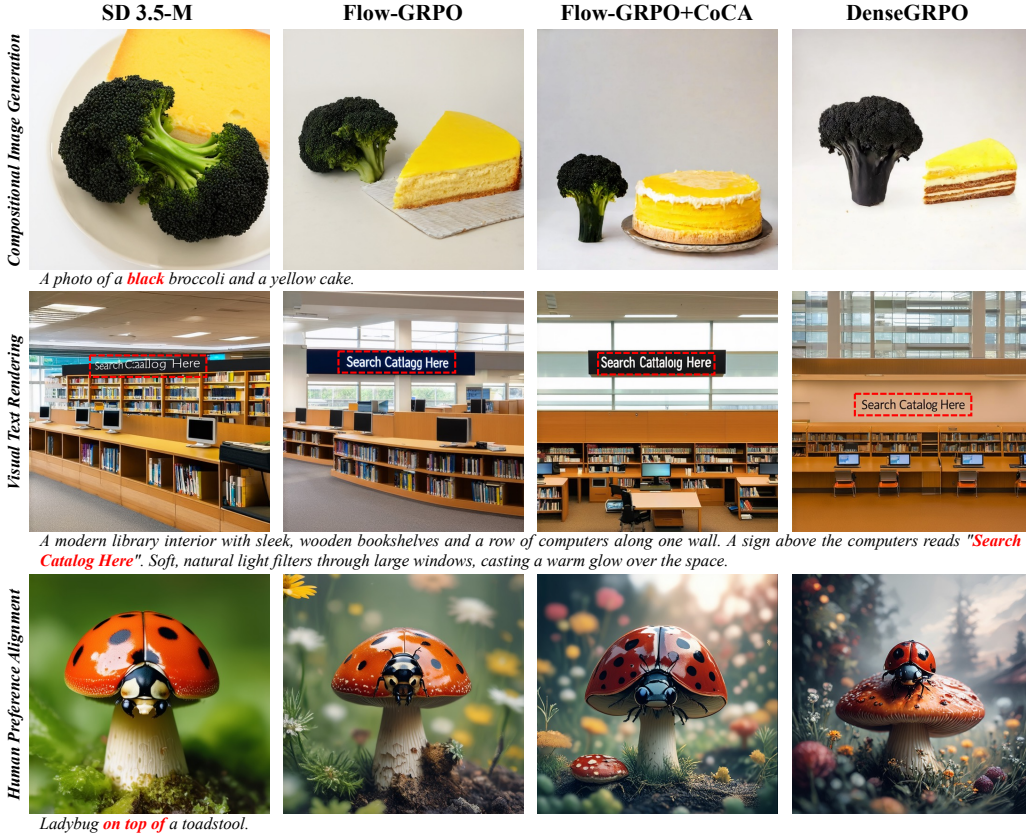 SD 3.5-M Flow-GRPO Flow-GRPO+CoCA DenseGRPO
Compositional Image Generation
A photo of a black broccoli and a yellow cake.
Visual Text Rendering
Search Caallog Here
Search Catlagg Here
Search Cattalog Here
Search Catalog Here
A modern library interior with sleek, wooden bookshelves and a row of computers along one wall. A sign above the computers reads "Search
Catalog Here". Soft, natural light filters through large windows, casting a warm glow over the space.
Human Preference Alignment
Ladybug on top of a toadstool.